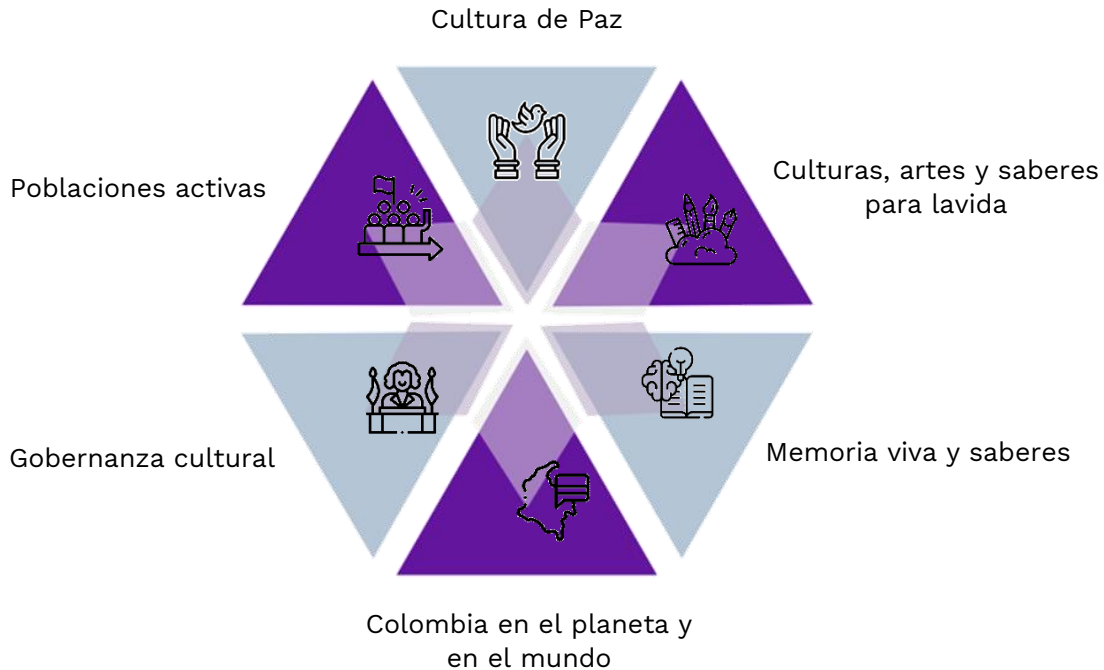 Cultura de Paz
Poblaciones activas
Culturas, artes y saberes
para lavida
Gobernanza cultural
Memoria viva y saberes
Colombia en el planeta y
en el mundo